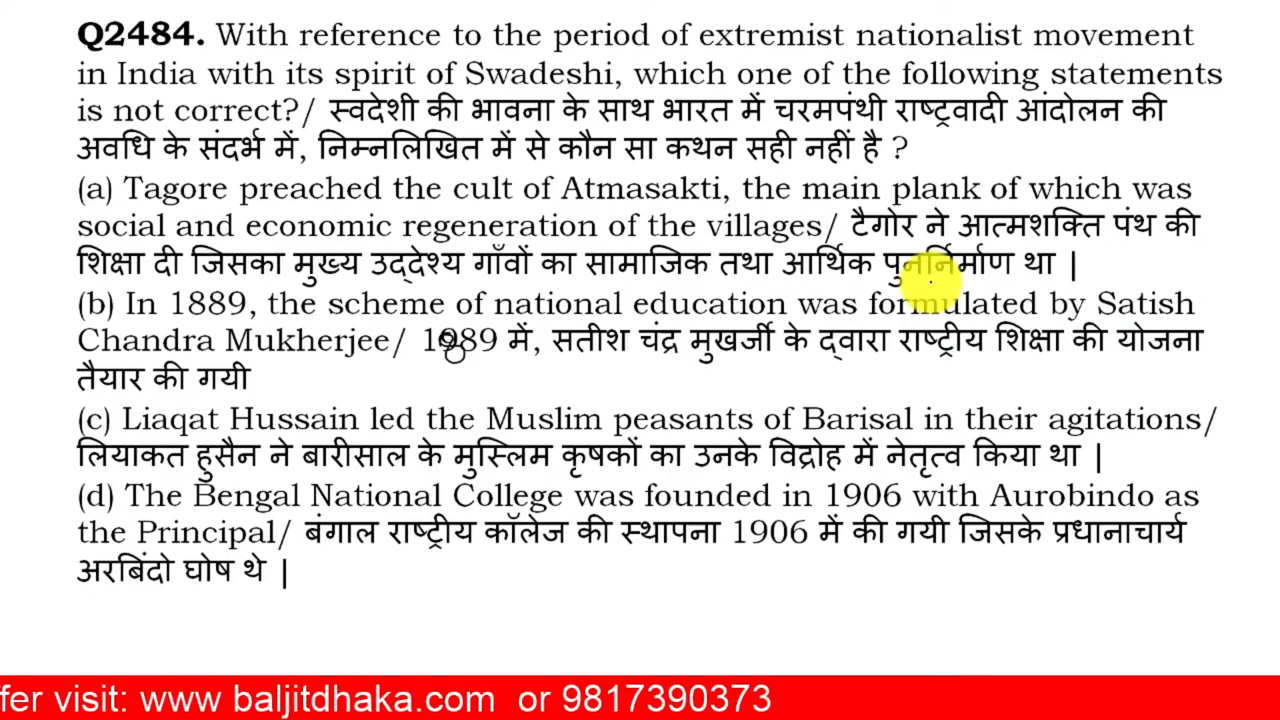 Q2484. With reference to the period of extremist nationalist movement
in India with its spirit of Swadeshi, which one of the following statements
is not correct?/ स्वदेशी की भावना के साथ भारत में चरमपंथी राष्ट्रवादी आंदोलन की
अवधि के संदर्भ में, निम्नलिखित में से कौन सा कथन सही नहीं है ?
(a) Tagore preached the cult of Atmasakti, the main plank of which was
social and economic regeneration of the villages/ टैगोर ने आत्मशक्ति पंथ की
शिक्षा दी जिसका मुख्य उद्देश्य गाँवों का सामाजिक तथा आर्थिक पुनर्निर्माण था |
(b) In 1889, the scheme of national education was formulated by Satish
Chandra Mukherjee/ 1989 में, सतीश चंद्र मुखर्जी के द्वारा राष्ट्रीय शिक्षा की योजना
तैयार की गयी
(c) Liaqat Hussain led the Muslim peasants of Barisal in their agitations/
लियाकत हुसैन ने बारीसाल के मुस्लिम कृषकों का उनके विद्रोह में नेतृत्व किया था |
(d) The Bengal National College was founded in 1906 with Aurobindo as
the Principal/ बंगाल राष्ट्रीय कॉलेज की स्थापना 1906 में की गयी जिसके प्रधानाचार्य
अरबिंदो घोष थे |
ffer visit: www baljitdhaka.com or 9817390373